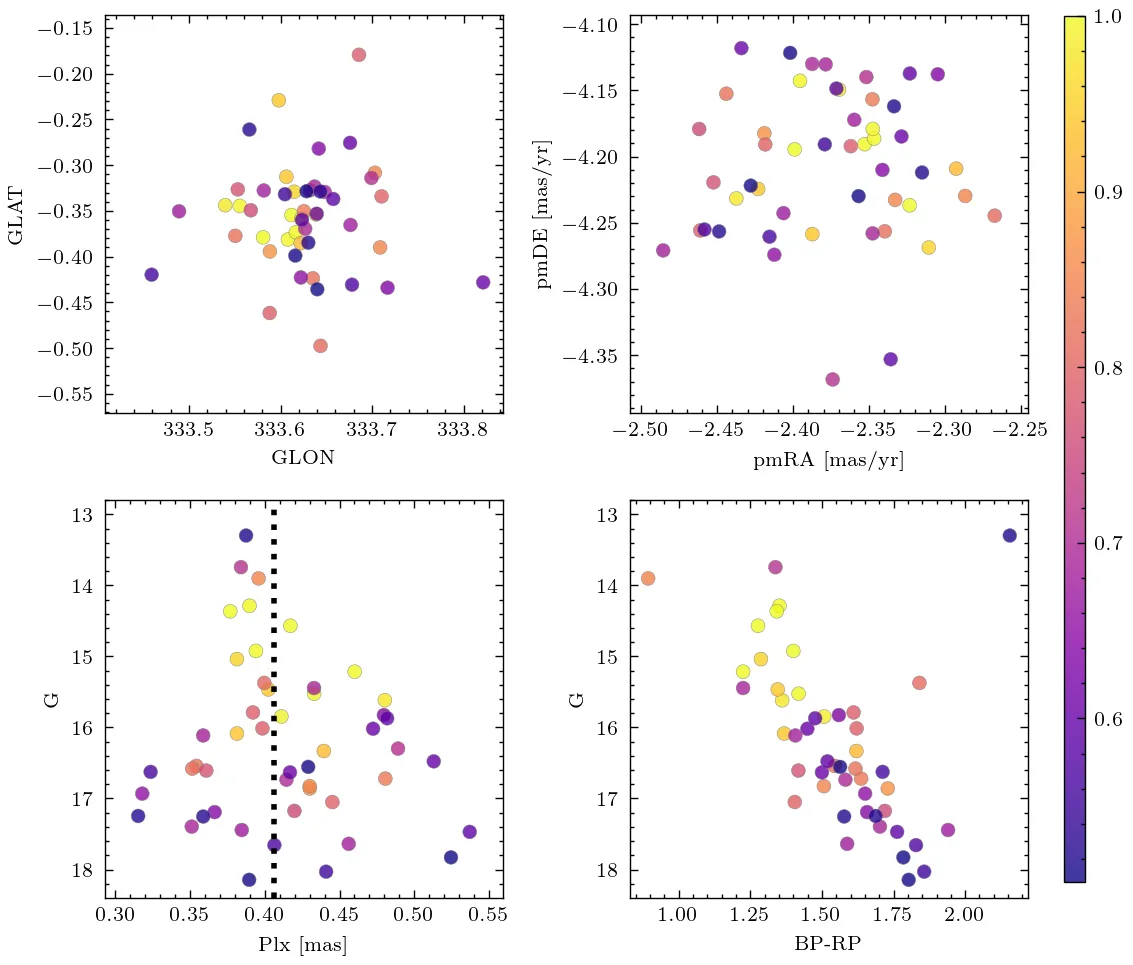 −0.15
−0.20
−0.25
−0.30
−0.35
−0.40
−0.45
−0.50
−0.55
GLAT
333.5 333.6 333.7 333.8
GLON
−4.10
−4.15
−4.20
−4.25
−4.30
−4.35
pmDE [mas/yr]
−2.50 −2.45 −2.40 −2.35 −2.30 −2.25
pmRA [mas/yr]
1.0
0.9
0.8
0.7
0.6
13
14
15
16
17
18
G
0.30 0.35 0.40 0.45 0.50 0.55
Plx [mas]
13
14
15
16
17
18
G
1.00 1.25 1.50 1.75 2.00
BP-RP